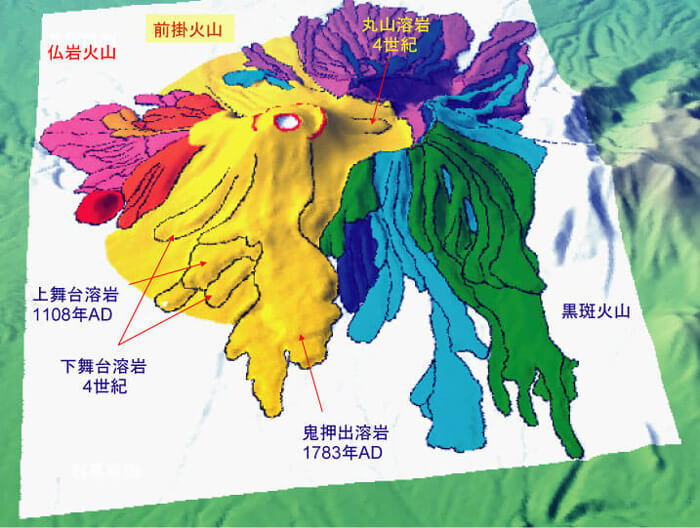 前掛火山
丸山溶岩
4世紀
仏岩火山
上舞台溶岩
1108年AD
黒斑火山
下舞台溶岩
4世紀
鬼押出溶岩
1783年AD